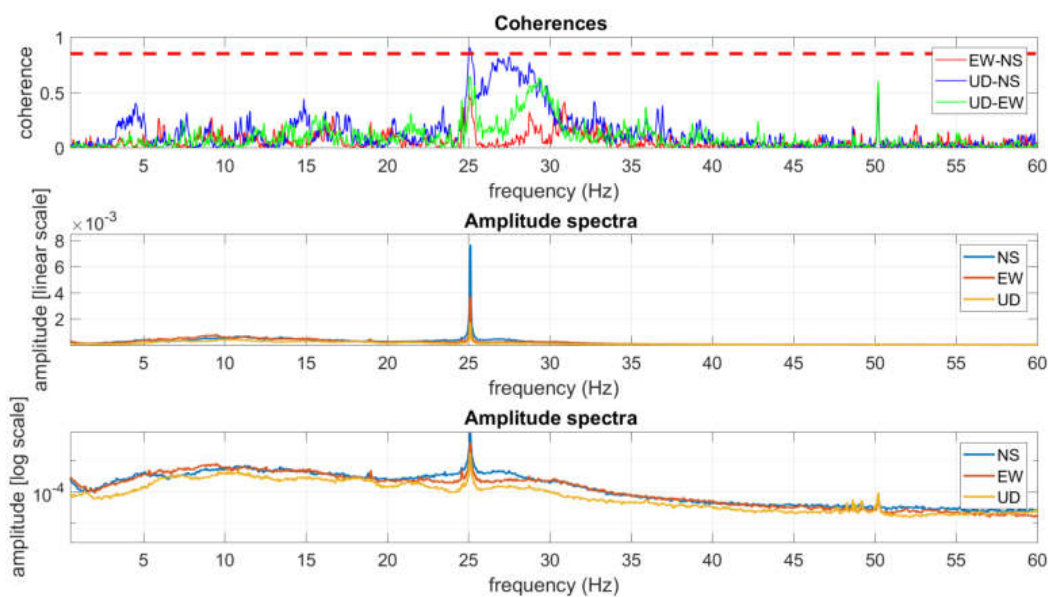 Coherences
coherence
1
0.5
0
EW-NS
UD-NS
UD-EW
5 10 15 20 25 30 35 40 45 50 55 60
frequency (Hz)
Amplitude spectra
×10⁻³
amplitude [linear scale]
8
6
4
2
NS
EW
UD
5 10 15 20 25 30 35 40 45 50 55 60
frequency (Hz)
Amplitude spectra
amplitude [log scale]
10⁻⁴
NS
EW
UD
5 10 15 20 25 30 35 40 45 50 55 60
frequency (Hz)